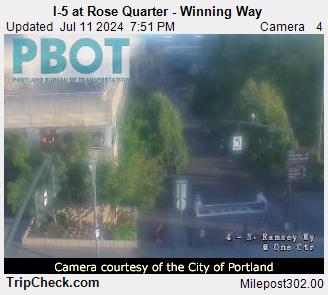 I-5 at Rose Quarter - Winning Way
Updated Jul 11 2024 7:51 PM Camera 4
PBOT
PORTLAND BUREAU OF TRANSPORTATION
4 - N. Ramsey Wy
@ One Ctr
Camera courtesy of the City of Portland
TripCheck.com Milepost302.00